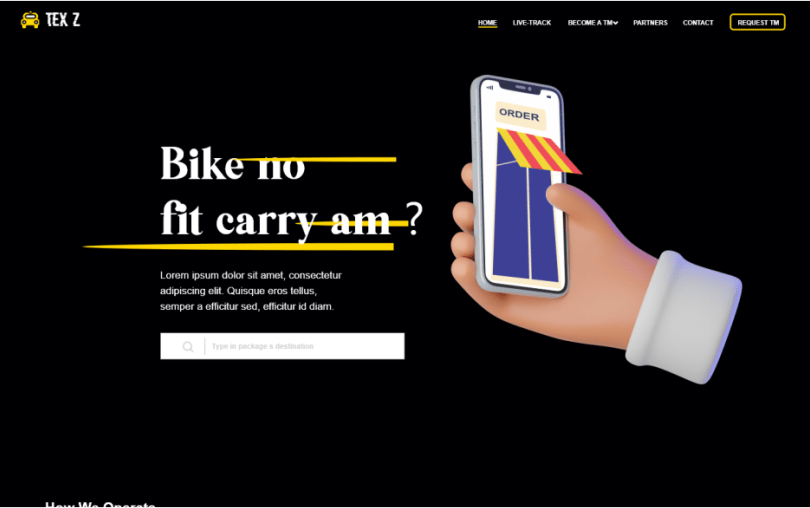 TEX Z
HOME LIVE-TRACK BECOME A TM PARTNERS CONTACT REQUEST TM
ORDER
Bike no
fit carry am ?
Lorem ipsum dolor sit amet, consectetur
adipiscing elit. Quisque eros tellus,
semper a efficitur sed, efficitur id diam.
Type in package s destination
How We Operate